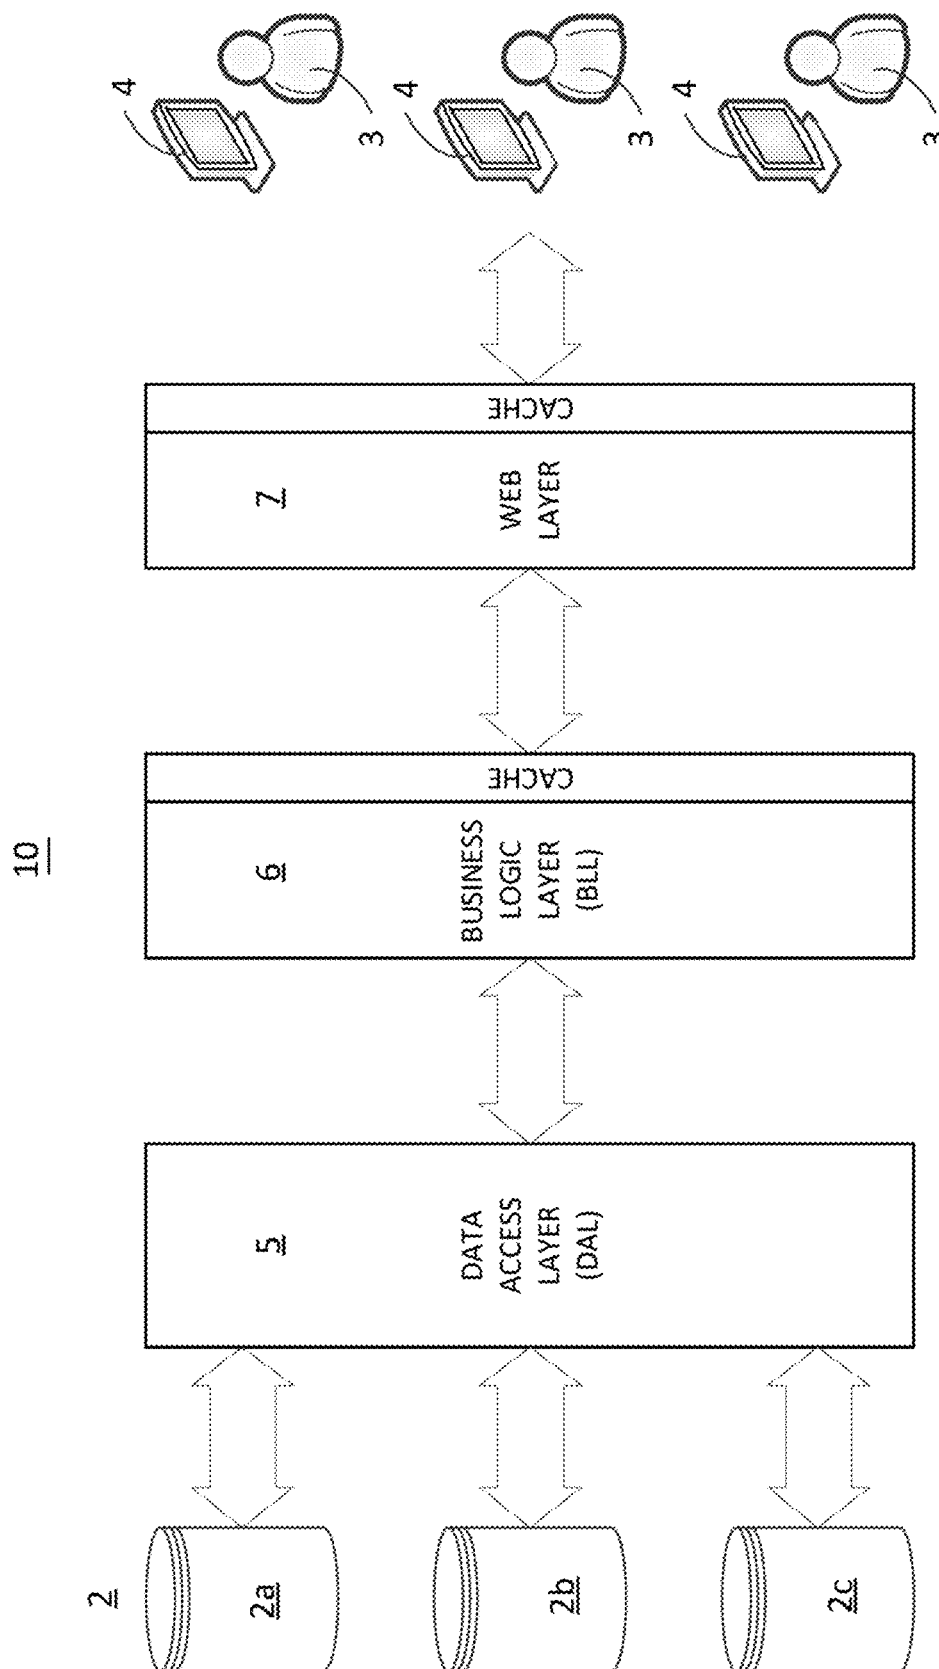 10
2
2a
2b
2c
5
DATA
ACCESS
LAYER
(DAL)
6
BUSINESS
LOGIC
LAYER
(BLL)
CACHE
7
WEB
LAYER
CACHE
4
3
4
3
4
3